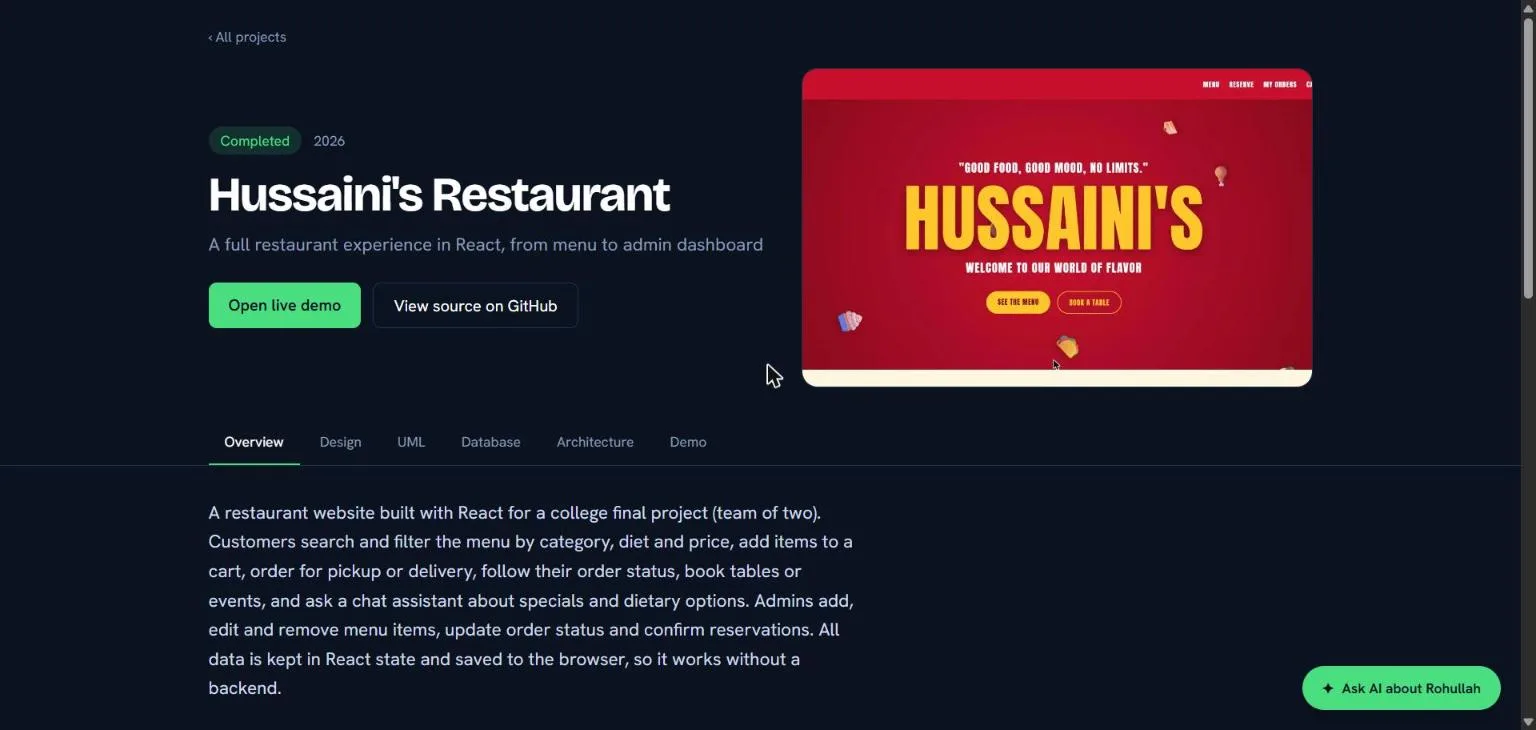 ‹ All projects
Completed 2026
Hussaini's Restaurant
A full restaurant experience in React, from menu to admin dashboard
Open live demo View source on GitHub
MENU RESERVE MY ORDERS
"GOOD FOOD, GOOD MOOD, NO LIMITS."
HUSSAINI'S
WELCOME TO OUR WORLD OF FLAVOR
SEE THE MENU BOOK A TABLE
Overview Design UML Database Architecture Demo
A restaurant website built with React for a college final project (team of two).
Customers search and filter the menu by category, diet and price, add items to a
cart, order for pickup or delivery, follow their order status, book tables or
events, and ask a chat assistant about specials and dietary options. Admins add,
edit and remove menu items, update order status and confirm reservations. All
data is kept in React state and saved to the browser, so it works without a
backend.
✦ Ask AI about Rohullah